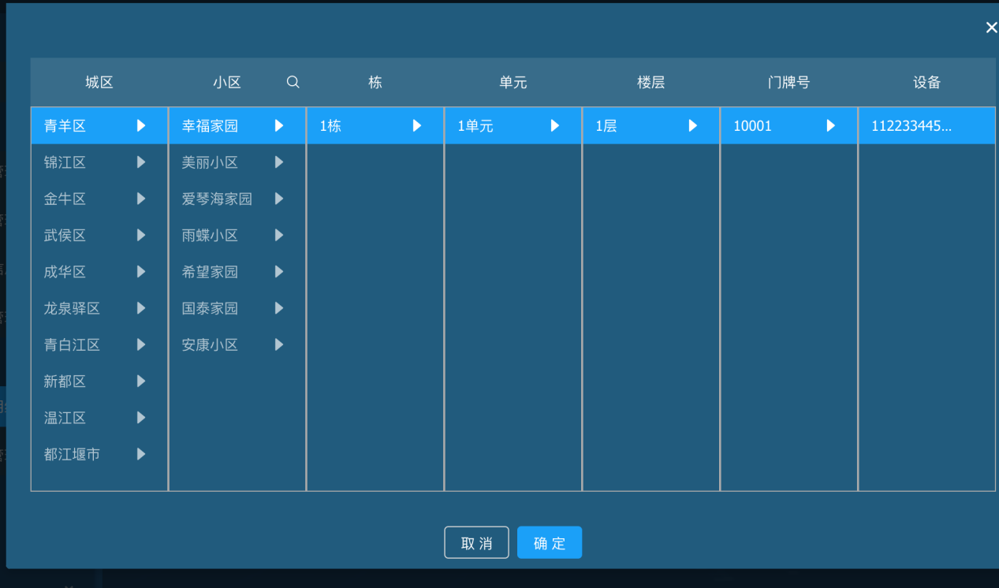 城区 小区 栋 单元 楼层 门牌号 设备
青羊区 幸福家园 1栋 1单元 1层 10001 112233445...
锦江区 美丽小区
金牛区 爱琴海家园
武侯区 雨蝶小区
成华区 希望家园
龙泉驿区 国泰家园
青白江区 安康小区
新都区
温江区
都江堰市
取消 确定